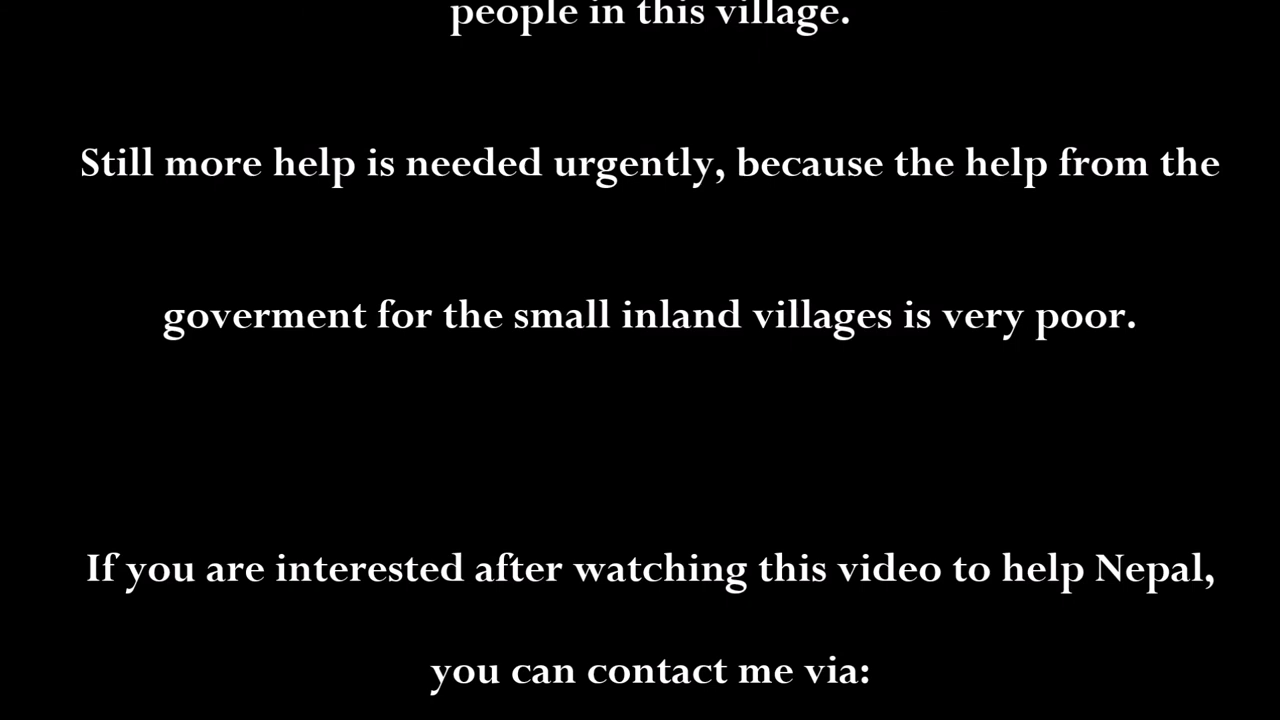 people in this village.
Still more help is needed urgently, because the help from the
goverment for the small inland villages is very poor.
If you are interested after watching this video to help Nepal,
you can contact me via: